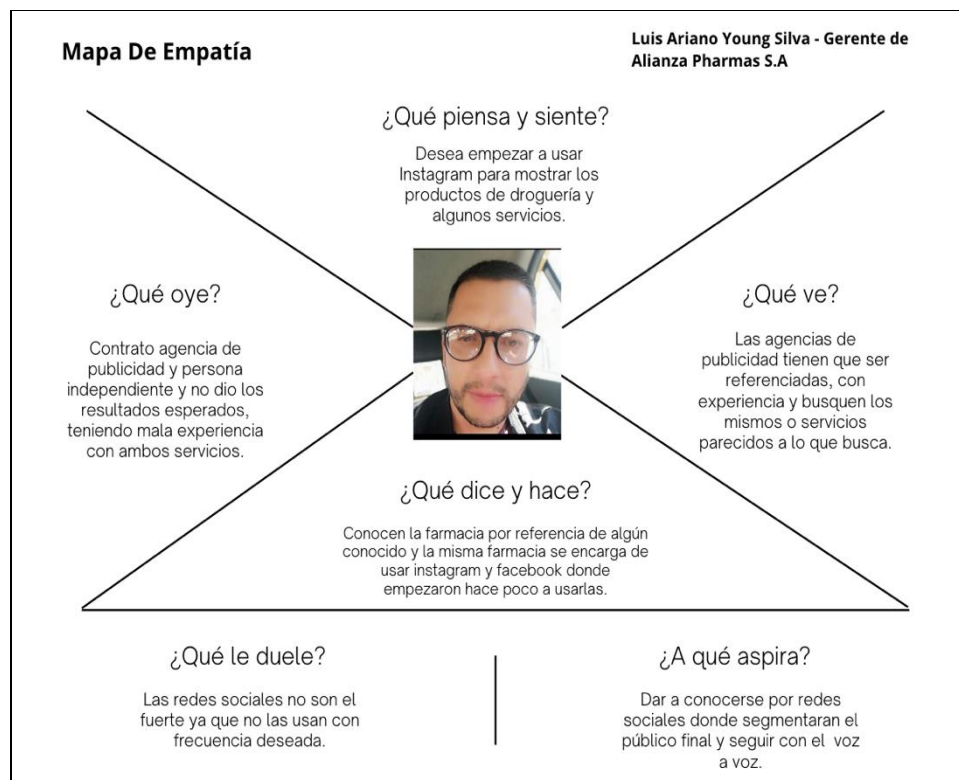 Mapa De Empatía
Luis Ariano Young Silva - Gerente de
Alianza Pharmas S.A
¿Qué piensa y siente?
Desea empezar a usar
Instagram para mostrar los
productos de droguería y
algunos servicios.
¿Qué oye?
Contrato agencia de
publicidad y persona
independiente y no dio los
resultados esperados,
teniendo mala experiencia
con ambos servicios.
¿Qué ve?
Las agencias de
publicidad tienen que ser
referenciadas, con
experiencia y busquen los
mismos o servicios
parecidos a lo que busca.
¿Qué dice y hace?
Conocen la farmacia por referencia de algún
conocido y la misma farmacia se encarga de
usar instagram y facebook donde
empezaron hace poco a usarlas.
¿Qué le duele?
Las redes sociales no son el
fuerte ya que no las usan con
frecuencia deseada.
¿A qué aspira?
Dar a conocerse por redes
sociales donde segmentaran el
público final y seguir con el voz
a voz.